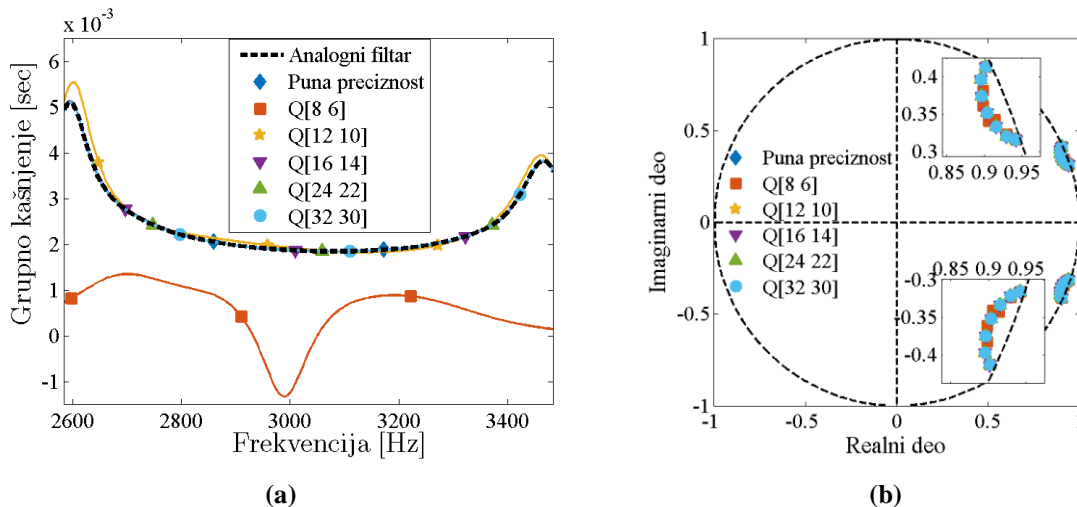 x 10⁻³
6
5
4
3
2
1
0
-1
2600
2800
3000
3200
3400
Grupno kašnjenje [sec]
Frekvencija [Hz]
Analogni filtar
Puna preciznost
Q[8 6]
Q[12 10]
Q[16 14]
Q[24 22]
Q[32 30]
(a)
1
0.5
0
-0.5
-1
-1
-0.5
0
0.5
1
Imaginarni deo
Realni deo
Puna preciznost
Q[8 6]
Q[12 10]
Q[16 14]
Q[24 22]
Q[32 30]
0.4
0.35
0.3
0.85
0.9
0.95
0.85
0.9
0.95
-0.3
-0.35
-0.4
(b)